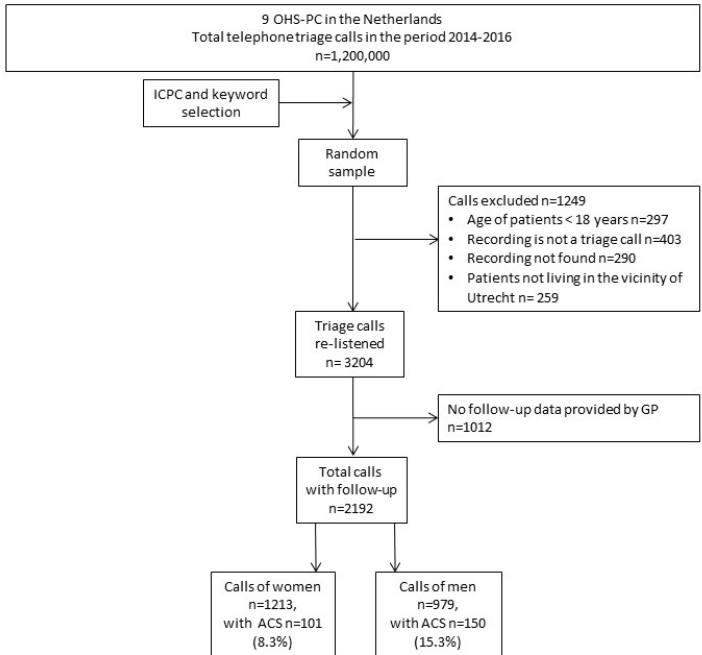 9 OHS-PC in the Netherlands
Total telephone triage calls in the period 2014-2016
n=1,200,000
ICPC and keyword
selection
Random
sample
Calls excluded n=1249
• Age of patients < 18 years n=297
• Recording is not a triage call n=403
• Recording not found n=290
• Patients not living in the vicinity of
Utrecht n= 259
Triage calls
re-listened
n= 3204
No follow-up data provided by GP
n=1012
Total calls
with follow-up
n=2192
Calls of women
n=1213,
with ACS n=101
(8.3%)
Calls of men
n=979,
with ACS n=150
(15.3%)